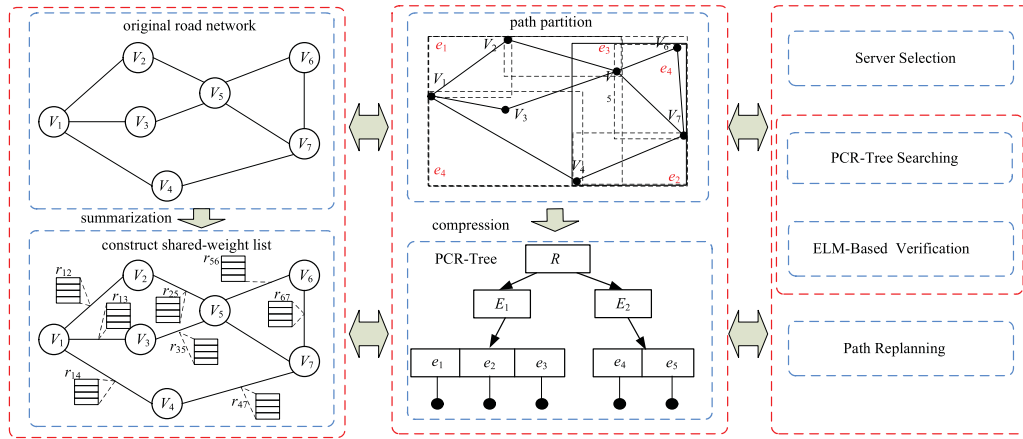 original road network
V2
V6
V5
V1
V3
V7
V4
summarization
construct shared-weight list
r56
r12
V2
V6
r13
r25
r67
V5
V1
V3
r35
V7
r14
V4
r47
path partition
e1
V2
e3
V6
e4
V1
V
5
V3
V7
e4
V4
e2
compression
PCR-Tree
R
E1
E2
e1 e2 e3 e4 e5
Server Selection
PCR-Tree Searching
ELM-Based Verification
Path Replanning